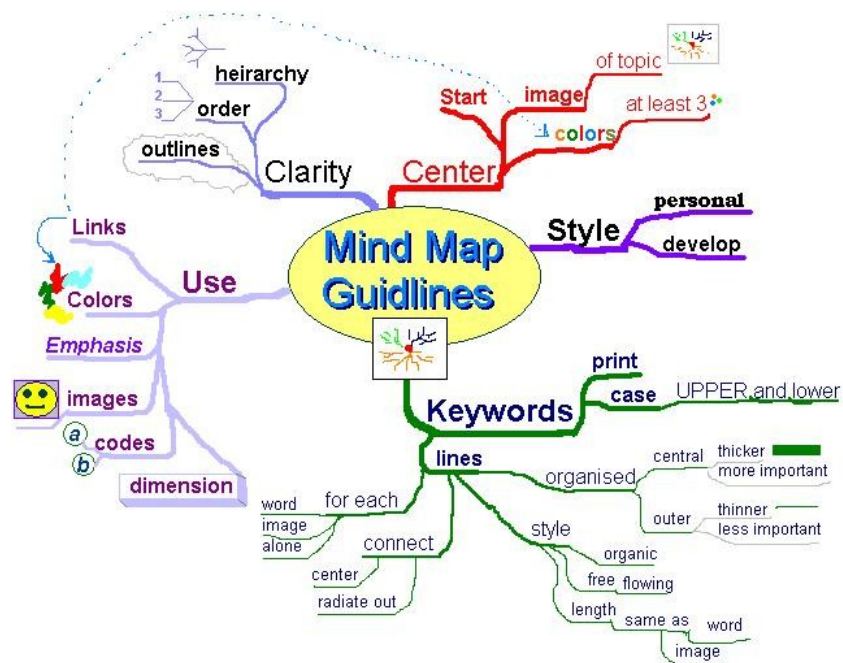 Mind Map
Guidlines
Center
Start
image
of topic
colors
at least 3
Style
personal
develop
Keywords
print
case
UPPER and lower
lines
organised
central
thicker
more important
outer
thinner
less important
style
organic
free flowing
length
same as
word
image
connect
center
radiate out
for each
word
image
alone
Use
Links
Colors
Emphasis
images
codes
a
b
dimension
Clarity
heirarchy
order
1
2
3
outlines